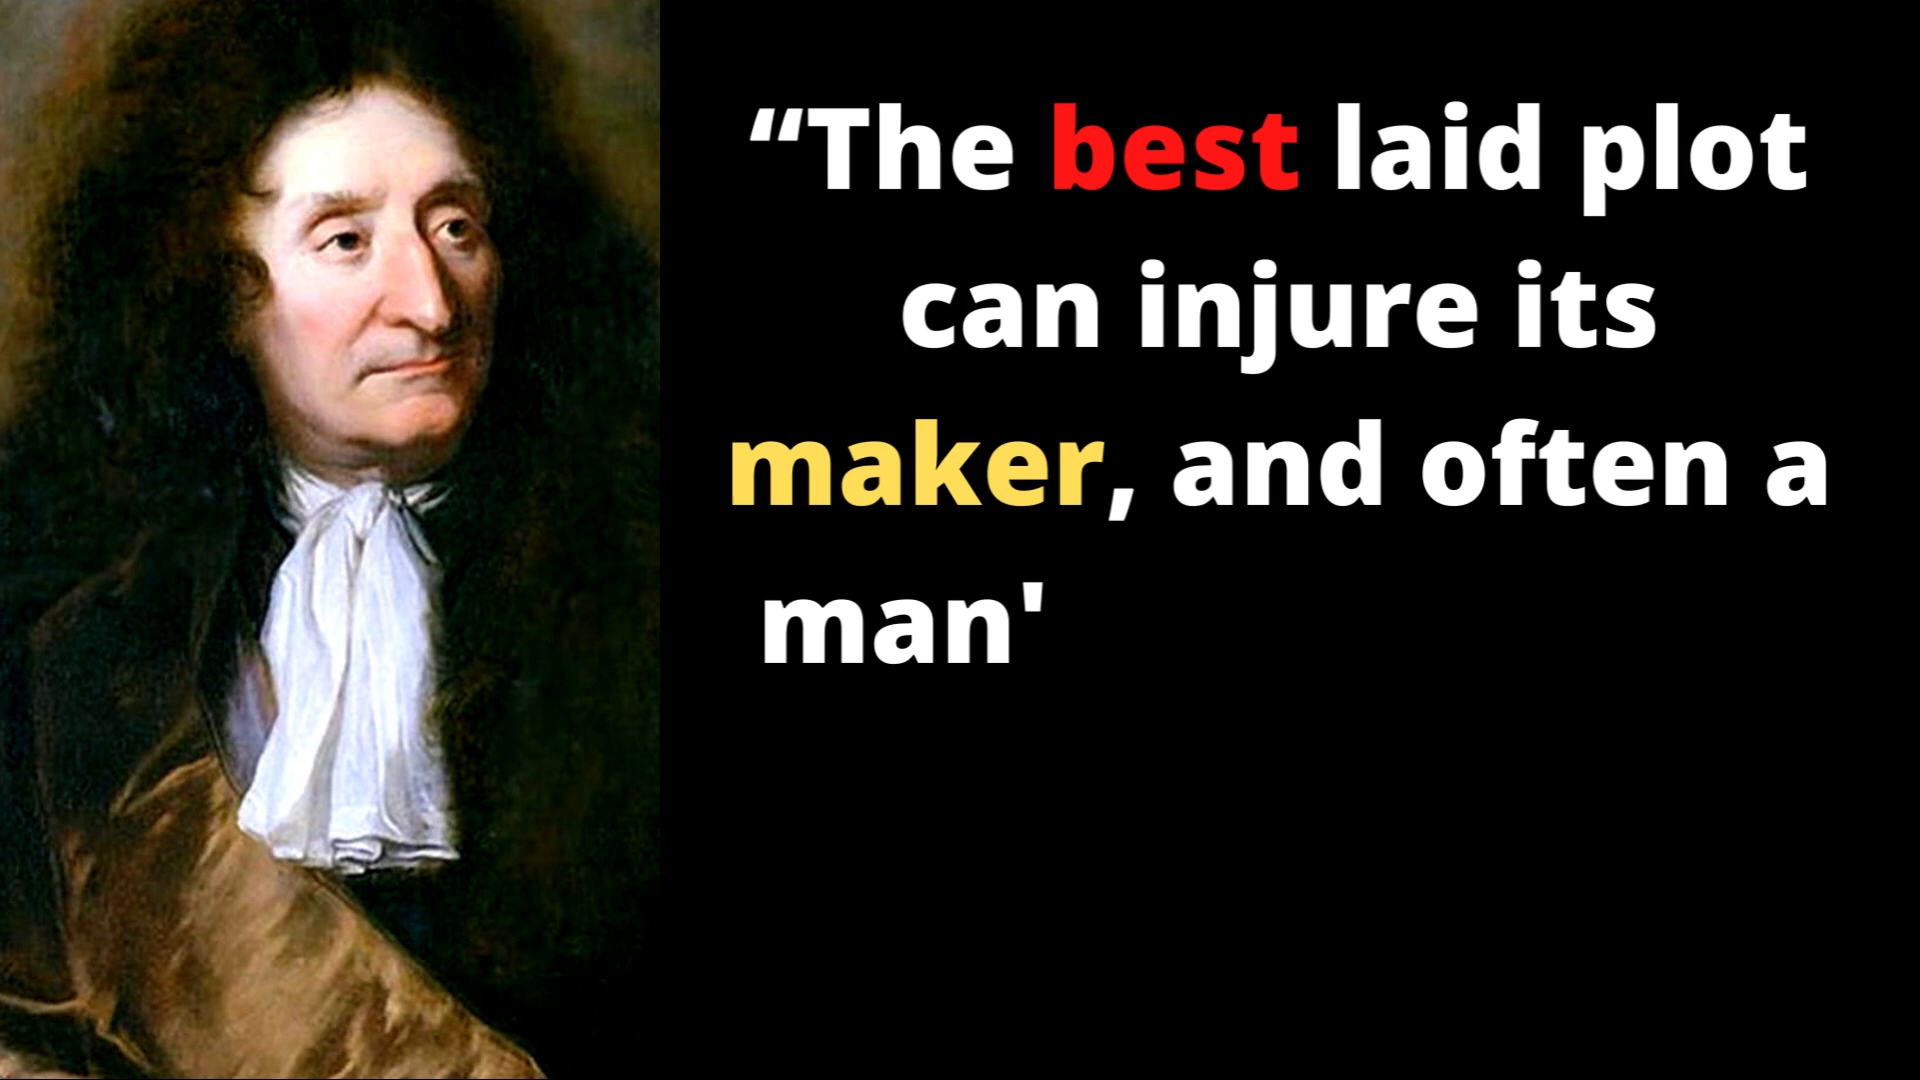 “The best laid plot
can injure its
maker, and often a
man'